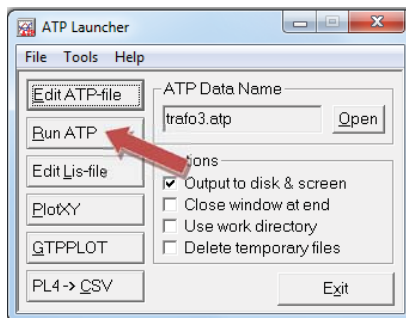 ATP Launcher
File Tools Help
Edit ATP-file
Run ATP
Edit Lis-file
PlotXY
GTPPLOT
PL4 -> CSV
ATP Data Name
trafo3.atp
Open
Output to disk & screen
Close window at end
Use work directory
Delete temporary files
Exit